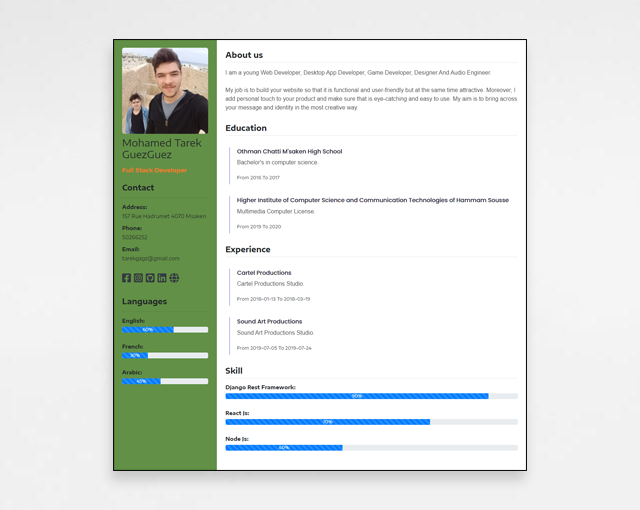 Mohamed Tarek
GuezGuez
Full Stack Developer
Contact
Address:
157 Rue Hadrumet 4070 Msaken
Phone:
50266252
Email:
Languages
English:
60%
French:
30%
Arabic:
45%
About us
I am a young Web Developer, Desktop App Developer, Game Developer, Designer And Audio Engineer.
My job is to build your website so that it is functional and user-friendly but at the same time attractive. Moreover, I
add personal touch to your product and make sure that is eye-catching and easy to use. My aim is to bring across
your message and identity in the most creative way.
Education
Othman Chatti M'saken High School
Bachelor's in computer science.
From 2016 To 2017
Higher Institute of Computer Science and Communication Technologies of Hammam Sousse
Multimedia Computer License.
From 2019 To 2020
Experience
Cartel Productions
Cartel Productions Studio.
From 2018-01-13 To 2018-03-19
Sound Art Productions
Sound Art Productions Studio.
From 2019-07-05 To 2019-07-24
Skill
Django Rest Framework:
90%
React Js:
70%
Node Js:
40%